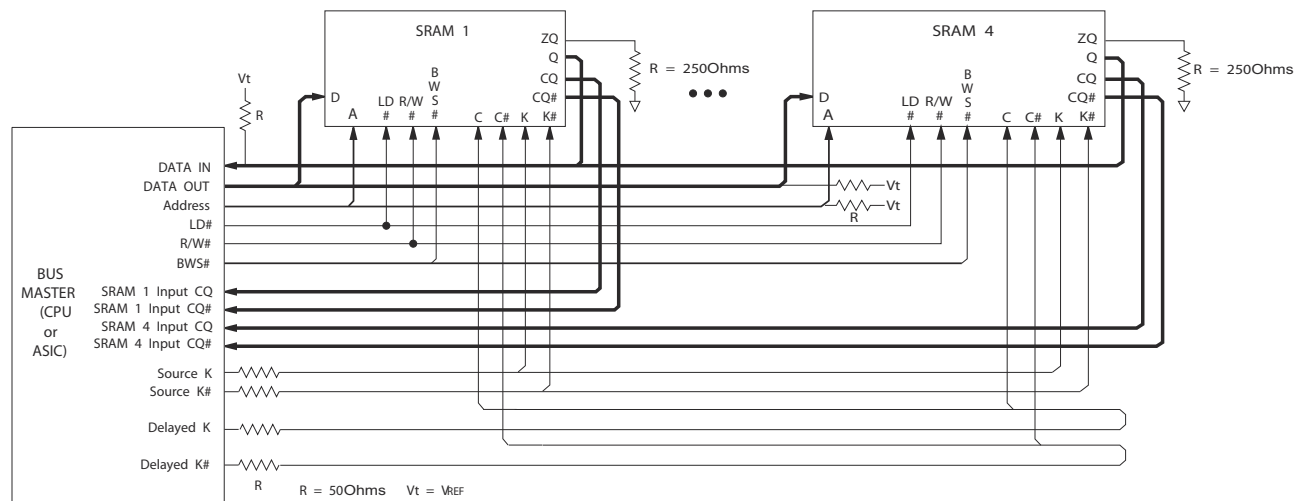 SRAM 1
ZQ
Q
CQ
CQ#
B
W
S
#
LD
#
R/W
#
D
A
C
C#
K
K#
R = 250Ohms
SRAM 4
ZQ
Q
CQ
CQ#
B
W
S
#
LD
#
R/W
#
D
A
C
C#
K
K#
R = 250Ohms
Vt
R
DATA IN
DATA OUT
Address
LD#
R/W#
BWS#
Vt
Vt
R
BUS
MASTER
(CPU
or
ASIC)
SRAM 1 Input CQ
SRAM 1 Input CQ#
SRAM 4 Input CQ
SRAM 4 Input CQ#
Source K
Source K#
Delayed K
Delayed K#
R
R = 50Ohms Vt = VREF